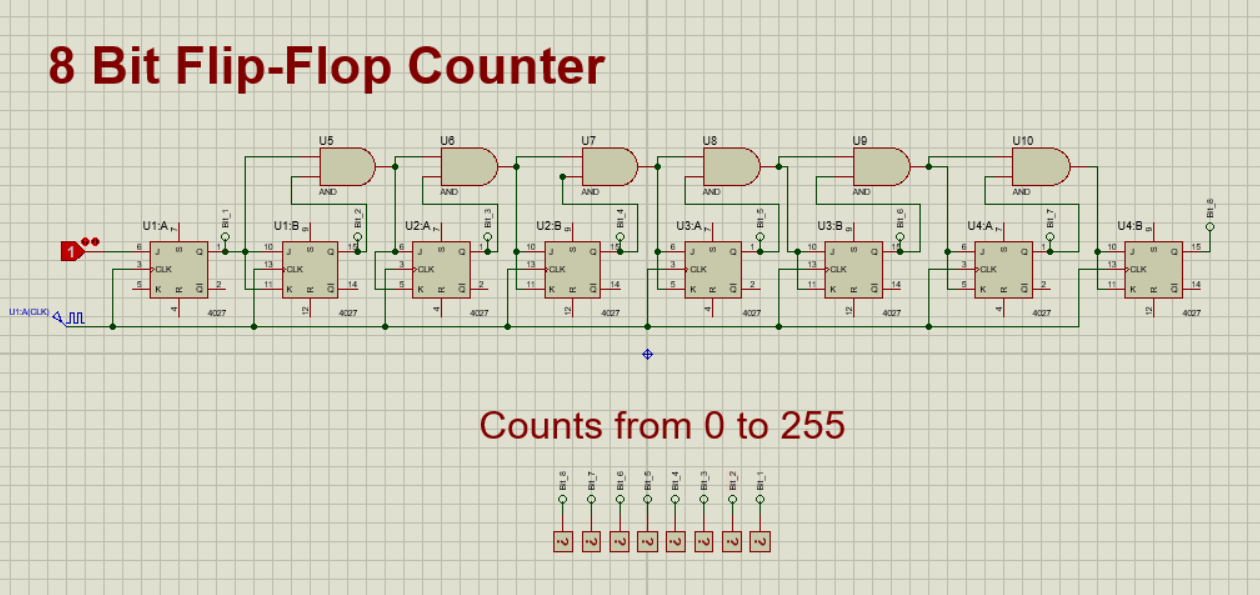 8 Bit Flip-Flop Counter
U5 U6 U7 U8 U9 U10
AND AND AND AND AND AND
Bit_1 Bit_2 Bit_3 Bit_4 Bit_5 Bit_6 Bit_7 Bit_8
U1:A U1:B U2:A U2:B U3:A U3:B U4:A U4:B
7 9 7 9 7 9 7 9
1
6 J S Q 1 10 J S Q 15 6 J S Q 1 10 J S Q 15 6 J S Q 1 10 J S Q 15 6 J S Q 1 10 J S Q 15
3 CLK 13 CLK 3 CLK 13 CLK 3 CLK 13 CLK 3 CLK 13 CLK
5 K R Q 2 11 K R Q 14 5 K R Q 2 11 K R Q 14 5 K R Q 2 11 K R Q 14 5 K R Q 2 11 K R Q 14
U1:A(CLK)
4 4027 12 4027 4 4027 12 4027 4 4027 12 4027 4 4027 12 4027
Counts from 0 to 255
Bit_8 Bit_7 Bit_6 Bit_5 Bit_4 Bit_3 Bit_2 Bit_1
? ? ? ? ? ? ? ?